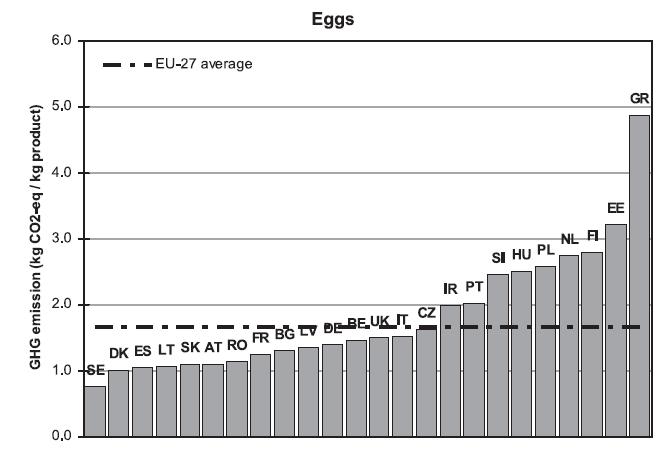 Eggs
6.0
EU-27 average
5.0
GR
4.0
3.0
EE
FI
NL
PL
HU
SI
2.0
PT
IR
CZ
IT
UK
BE
DE
LV
BG
FR
RO
AT
SK
LT
ES
DK
SE
1.0
0.0
GHG emission (kg CO2-eq / kg product)